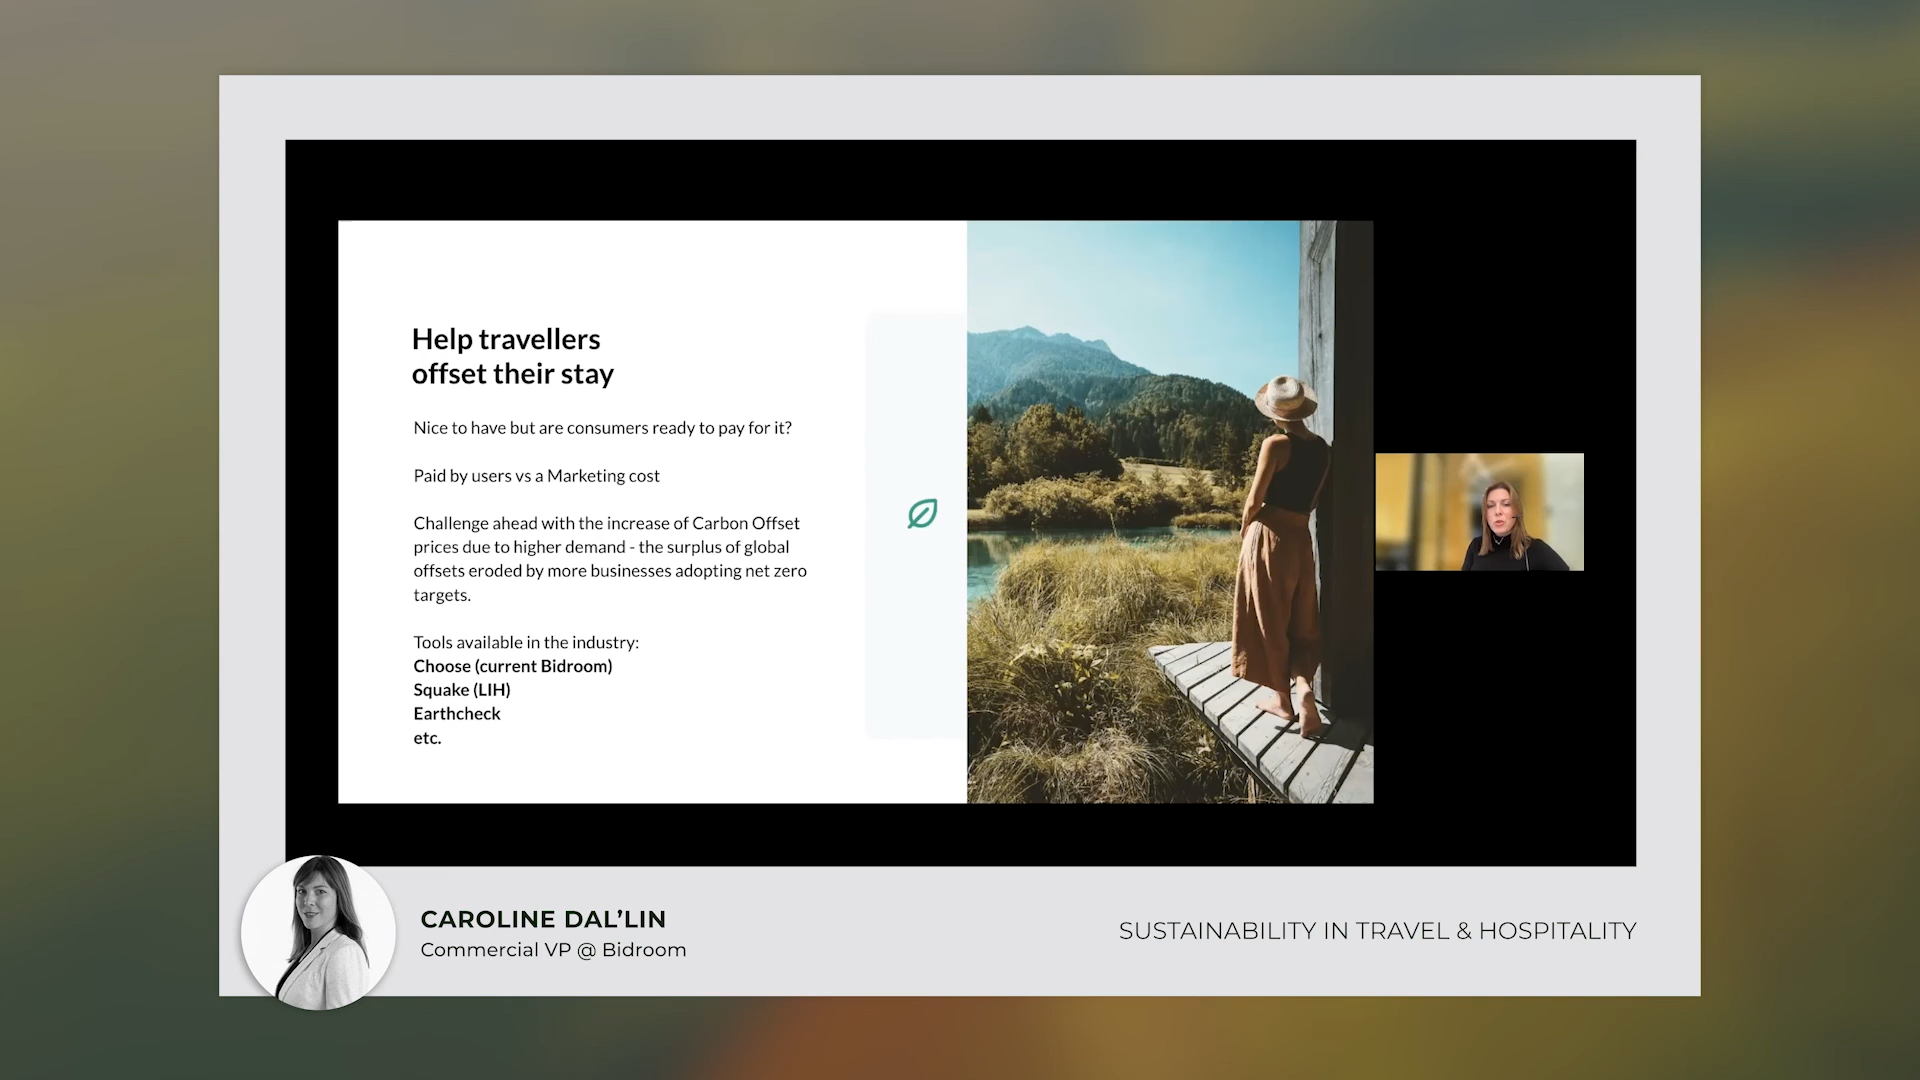 Help travellers
offset their stay
Nice to have but are consumers ready to pay for it?
Paid by users vs a Marketing cost
Challenge ahead with the increase of Carbon Offset
prices due to higher demand - the surplus of global
offsets eroded by more businesses adopting net zero
targets.
Tools available in the industry:
Choose (current Bidroom)
Squake (LIH)
Earthcheck
etc.
CAROLINE DAL’LIN
Commercial VP @ Bidroom
SUSTAINABILITY IN TRAVEL & HOSPITALITY